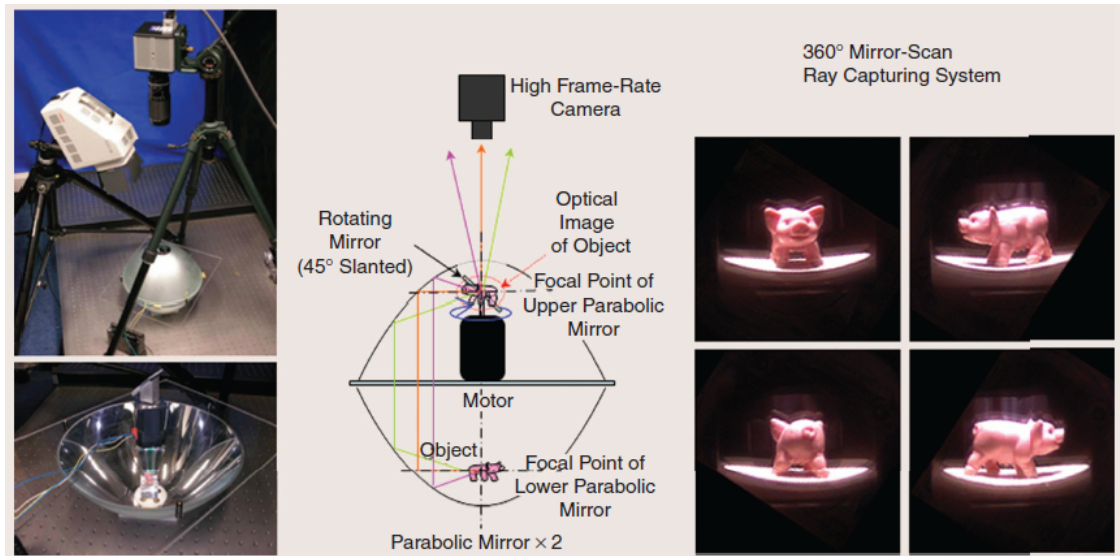 360° Mirror-Scan
Ray Capturing System
High Frame-Rate
Camera
Rotating
Mirror
(45° Slanted)
Optical
Image
of Object
Focal Point of
Upper Parabolic
Mirror
Motor
Object
Focal Point of
Lower Parabolic
Mirror
Parabolic Mirror × 2